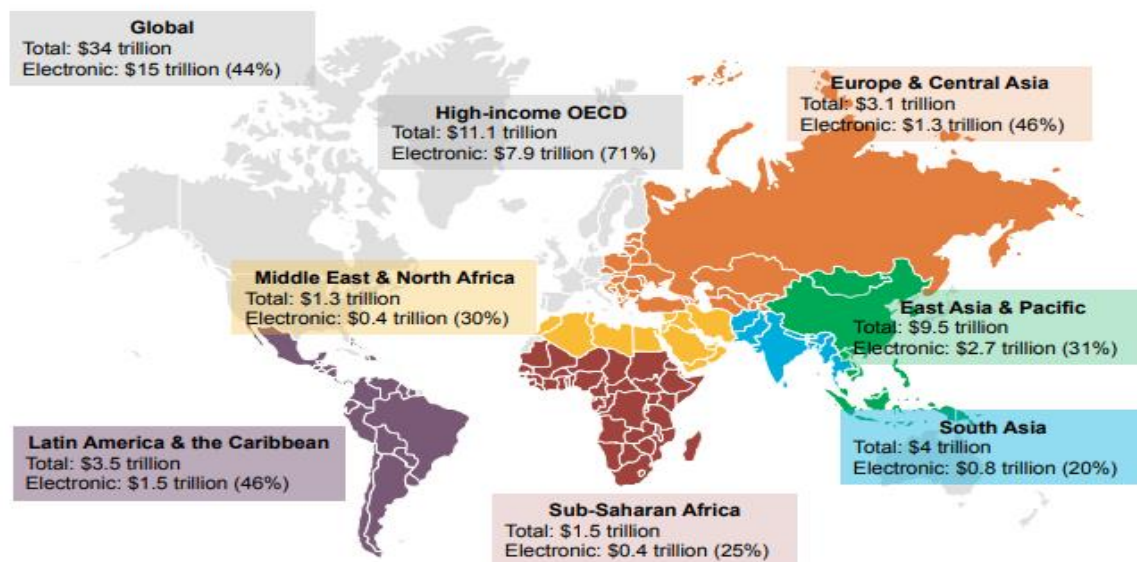 Global
Total: $34 trillion
Electronic: $15 trillion (44%)
High-income OECD
Total: $11.1 trillion
Electronic: $7.9 trillion (71%)
Europe & Central Asia
Total: $3.1 trillion
Electronic: $1.3 trillion (46%)
Middle East & North Africa
Total: $1.3 trillion
Electronic: $0.4 trillion (30%)
East Asia & Pacific
Total: $9.5 trillion
Electronic: $2.7 trillion (31%)
Latin America & the Caribbean
Total: $3.5 trillion
Electronic: $1.5 trillion (46%)
South Asia
Total: $4 trillion
Electronic: $0.8 trillion (20%)
Sub-Saharan Africa
Total: $1.5 trillion
Electronic: $0.4 trillion (25%)